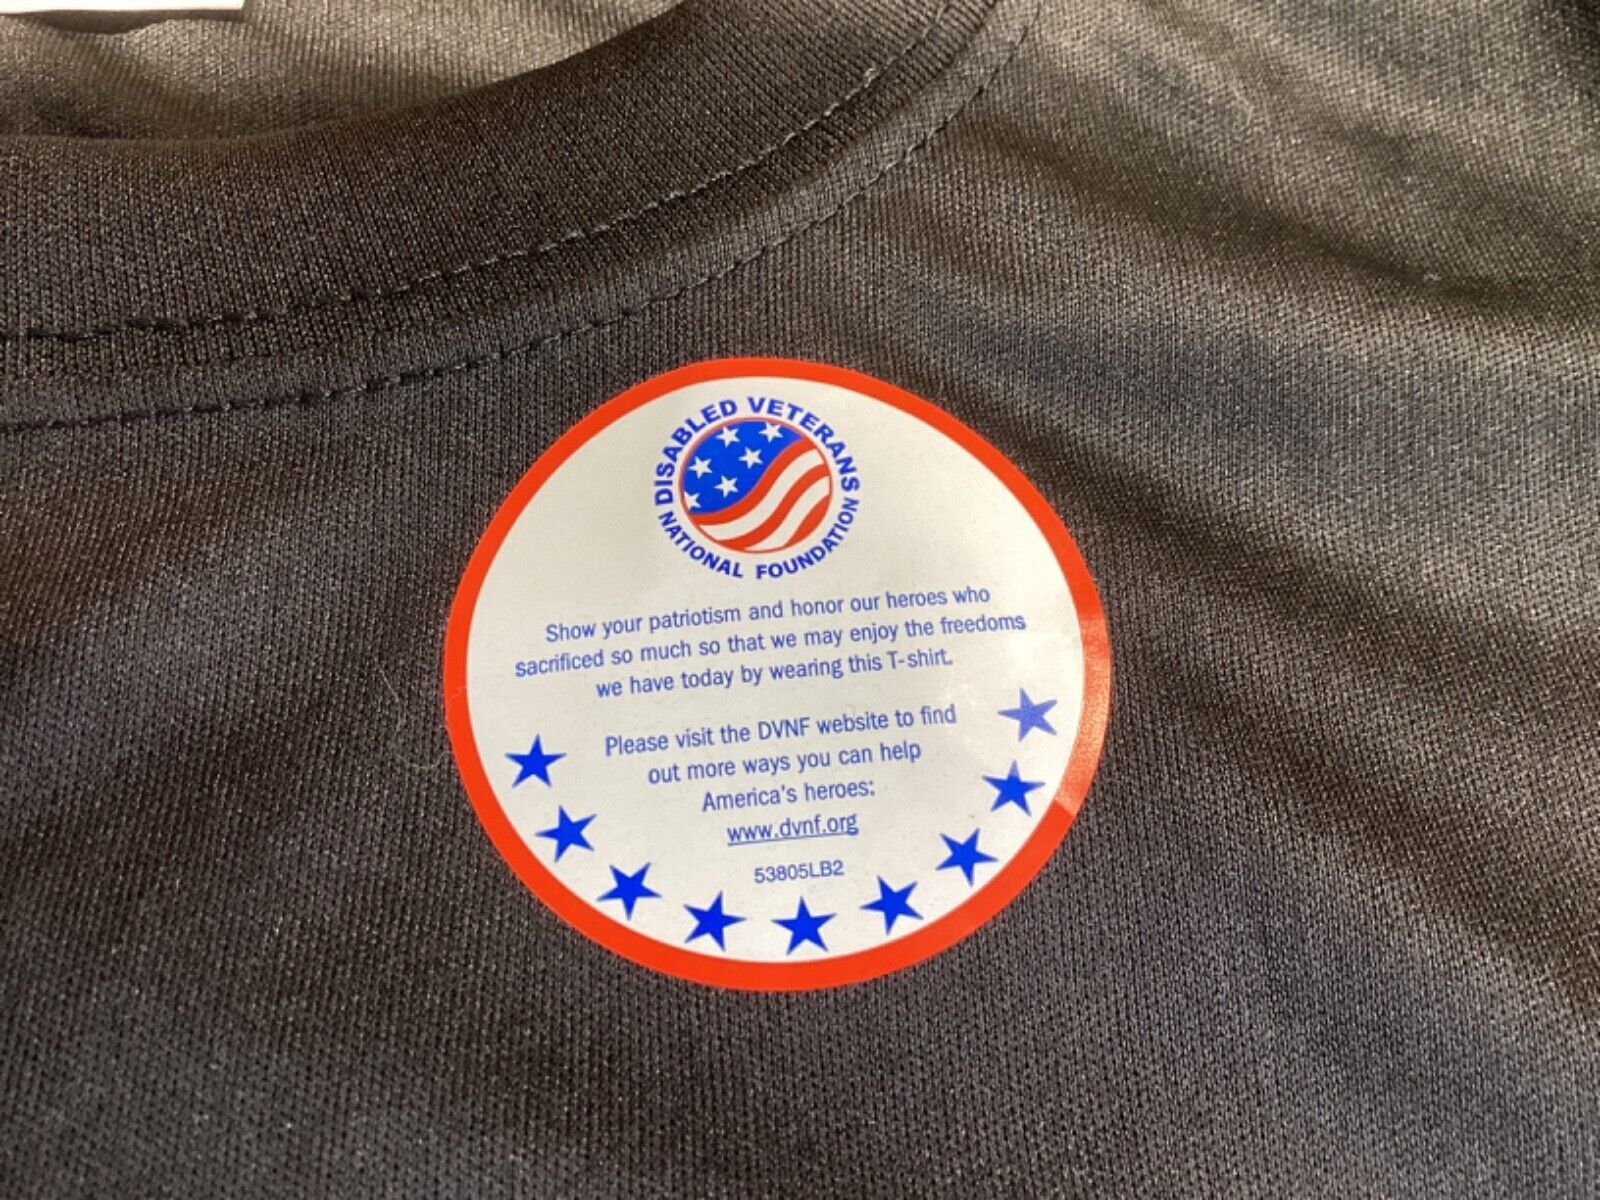 DISABLED VETERANS
NATIONAL FOUNDATION
Show your patriotism and honor our heroes who
sacrificed so much so that we may enjoy the freedoms
we have today by wearing this T-shirt.
Please visit the DVNF website to find
out more ways you can help
America's heroes:
www.dvnf.org
53805LB2